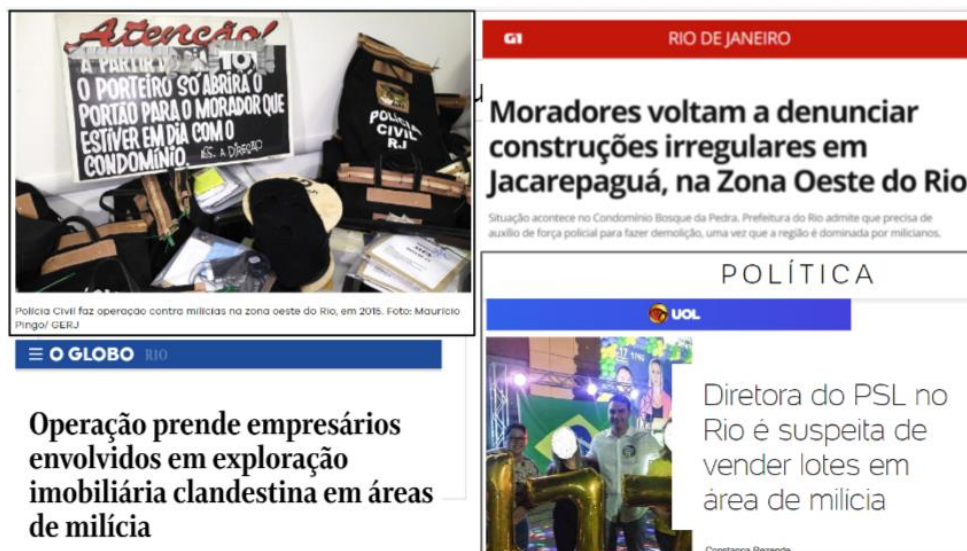 Atenção!
A PARTIR
O PORTEIRO SÓ ABRIRÁ O
PORTÃO PARA O MORADOR QUE
ESTIVER EM DIA COM O
CONDOMÍNIO.
ASS. A DIREÇÃO
POLÍCIA
CIVIL
R.J
Polícia Civil faz operação contra milícias na zona oeste do Rio, em 2015. Foto: Maurício
Pingo/ GERJ
O GLOBO RIO
Operação prende empresários
envolvidos em exploração
imobiliária clandestina em áreas
de milícia
G1 RIO DE JANEIRO
Moradores voltam a denunciar
construções irregulares em
Jacarepaguá, na Zona Oeste do Rio
Situação acontece no Condomínio Bosque da Pedra. Prefeitura do Rio admite que precisa de
auxílio de força policial para fazer demolição, uma vez que a região é dominada por milicianos.
POLÍTICA
UOL
17
Diretora do PSL no
Rio é suspeita de
vender lotes em
área de milícia
Constança Rezende